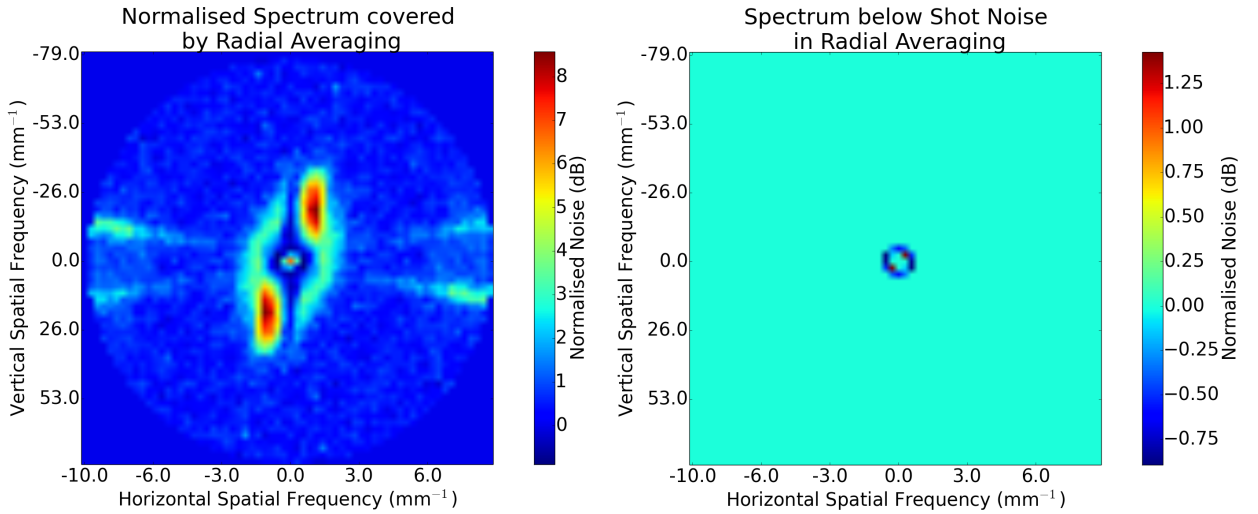 Normalised Spectrum covered
by Radial Averaging
-79.0
-53.0
-26.0
0.0
26.0
53.0
Vertical Spatial Frequency (mm⁻¹)
-10.0 -6.0 -3.0 0.0 3.0 6.0
Horizontal Spatial Frequency (mm⁻¹)
8
7
6
5
4
3
2
1
0
Normalised Noise (dB)
Spectrum below Shot Noise
in Radial Averaging
-79.0
-53.0
-26.0
0.0
26.0
53.0
Vertical Spatial Frequency (mm⁻¹)
-10.0 -6.0 -3.0 0.0 3.0 6.0
Horizontal Spatial Frequency (mm⁻¹)
1.25
1.00
0.75
0.50
0.25
0.00
−0.25
−0.50
−0.75
Normalised Noise (dB)